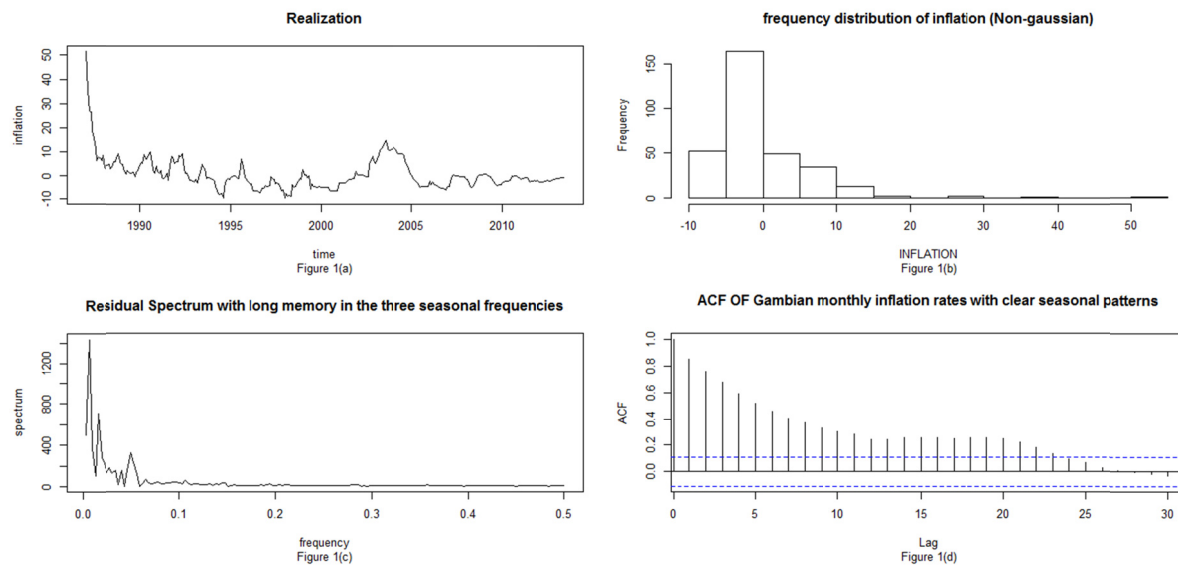 Realization
inflation
50
40
30
20
10
0
-10
1990
1995
2000
2005
2010
time
Figure 1(a)
frequency distribution of inflation (Non-gaussian)
Frequency
150
100
50
0
-10
0
10
20
30
40
50
INFLATION
Figure 1(b)
Residual Spectrum with long memory in the three seasonal frequencies
spectrum
1200
800
400
0
0.0
0.1
0.2
0.3
0.4
0.5
frequency
Figure 1(c)
ACF OF Gambian monthly inflation rates with clear seasonal patterns
ACF
1.0
0.8
0.6
0.4
0.2
0.0
0
5
10
15
20
25
30
Lag
Figure 1(d)